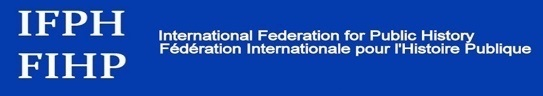 IFPH
FIHP
International Federation for Public History
Fédération Internationale pour l'Histoire Publique